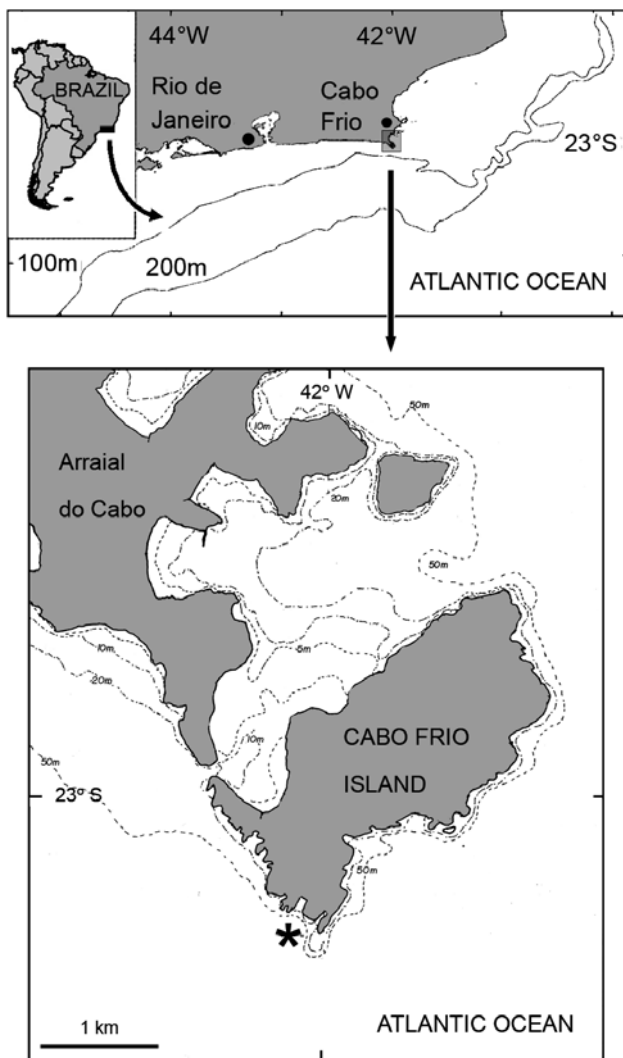 44°W
42°W
BRAZIL
Rio de
Janeiro
Cabo
Frio
23°S
100m
200m
ATLANTIC OCEAN
42° W
50m
10m
Arraial
do Cabo
20m
50m
5m
10m
20m
10m
CABO FRIO
ISLAND
50m
23° S
50m
*
1 km
ATLANTIC OCEAN